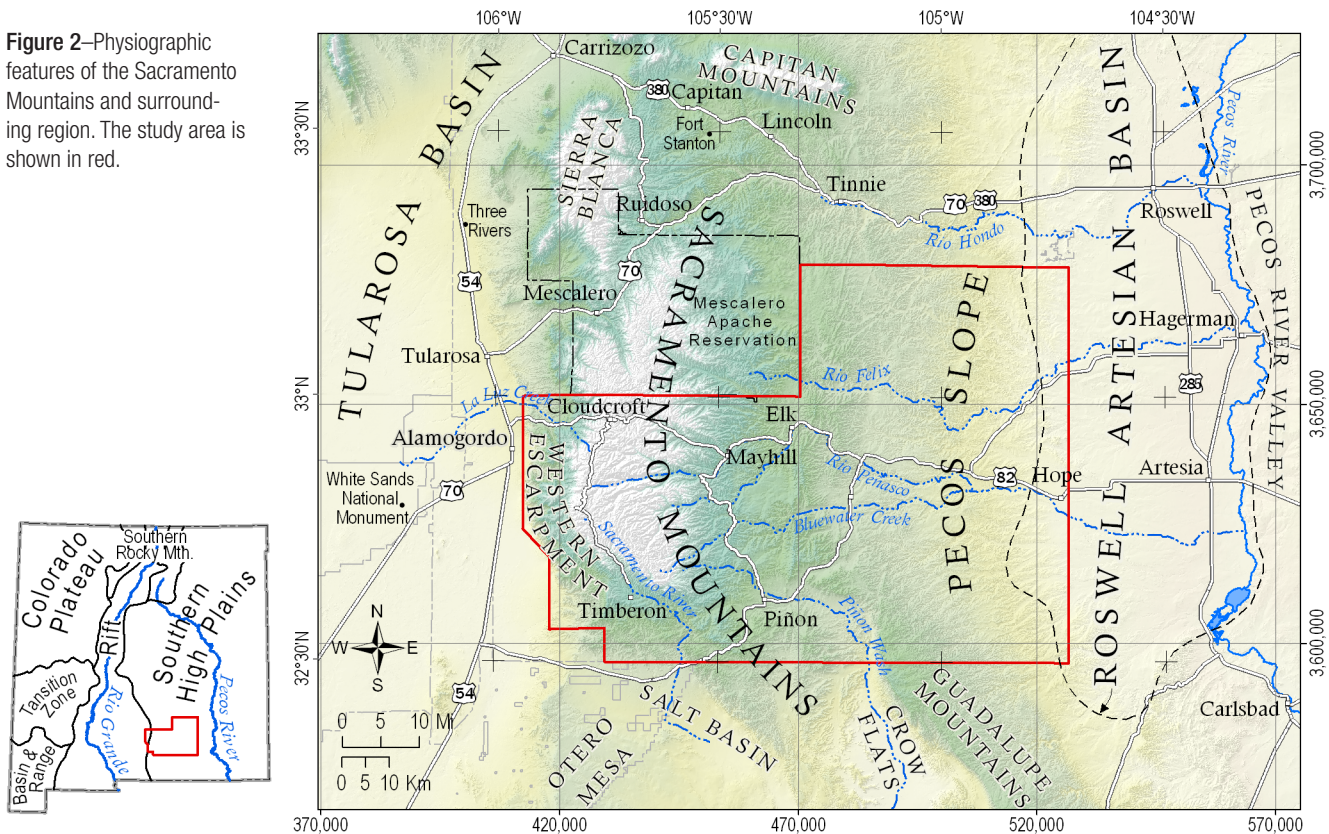 Figure 2–Physiographic
features of the Sacramento
Mountains and surround-
ing region. The study area is
shown in red.
106°W
105°30'W
105°W
104°30'W
33°30'N
33°N
32°30'N
3,700,000
3,650,000
3,600,000
370,000
420,000
470,000
520,000
570,000
TULAROSA BASIN
Carrizozo
CAPITAN
MOUNTAINS
380
Capitan
Fort
Stanton
Lincoln
SIERRA
BLANCA
Tinnie
Ruidoso
Three
Rivers
70
380
Roswell
Rio Hondo
Pecos River
PECOS RIVER VALLEY
ROSWELL ARTESIAN BASIN
54
70
Mescalero
Mescalero
Apache
Reservation
SACRAMENTO MOUNTAINS
PECOS SLOPE
Hagerman
Tularosa
Rio Felix
285
La Luz Creek
Cloudcroft
Elk
Alamogordo
WESTERN
ESCARPMENT
Mayhill
Rio Penasco
82
Hope
Artesia
White Sands
National
Monument
70
Bluewater Creek
Sacramento River
Timberon
Piñon
Piñon Wash
54
SALT BASIN
OTERO
MESA
CROW
FLATS
GUADALUPE
MOUNTAINS
Carlsbad
N
W
E
S
0 5 10 Mi
0 5 10 Km
Southern
Rocky Mth.
Colorado
Plateau
Rift
Southern
High Plains
Tansition
Zone
Rio Grande
Pecos River
Basin &
Range